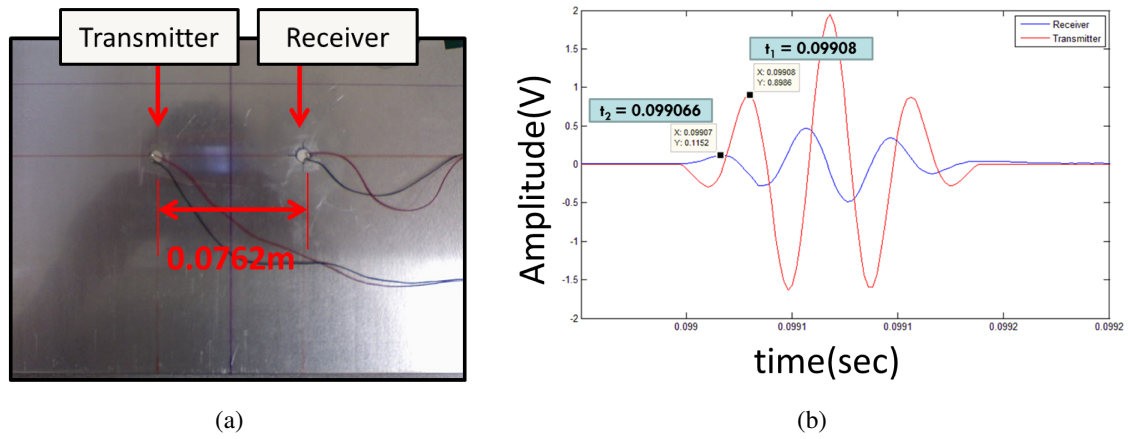 Transmitter
Receiver
0.0762m
(a)
Amplitude(V)
2
1.5
1
0.5
0
-0.5
-1
-1.5
-2
t₁ = 0.09908
X: 0.09908
Y: 0.8986
t₂ = 0.099066
X: 0.09907
Y: 0.1152
Receiver
Transmitter
0.099
0.0991
0.0991
0.0992
0.0992
time(sec)
(b)